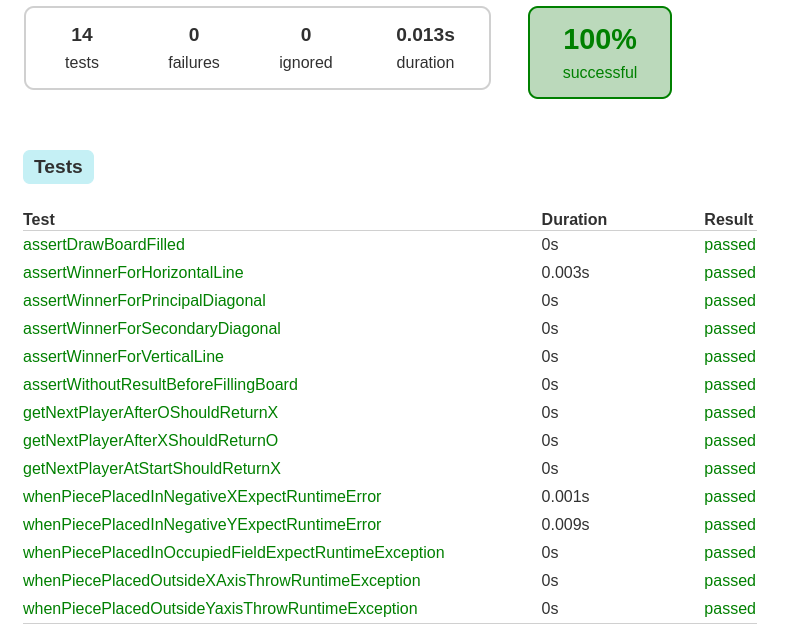 14 0 0 0.013s
tests failures ignored duration
100%
successful
Tests
Test Duration Result
assertDrawBoardFilled 0s passed
assertWinnerForHorizontalLine 0.003s passed
assertWinnerForPrincipalDiagonal 0s passed
assertWinnerForSecondaryDiagonal 0s passed
assertWinnerForVerticalLine 0s passed
assertWithoutResultBeforeFillingBoard 0s passed
getNextPlayerAfterOShouldReturnX 0s passed
getNextPlayerAfterXShouldReturnO 0s passed
getNextPlayerAtStartShouldReturnX 0s passed
whenPiecePlacedInNegativeXExpectRuntimeError 0.001s passed
whenPiecePlacedInNegativeYExpectRuntimeError 0.009s passed
whenPiecePlacedInOccupiedFieldExpectRuntimeException 0s passed
whenPiecePlacedOutsideXAxisThrowRuntimeException 0s passed
whenPiecePlacedOutsideYaxisThrowRuntimeException 0s passed